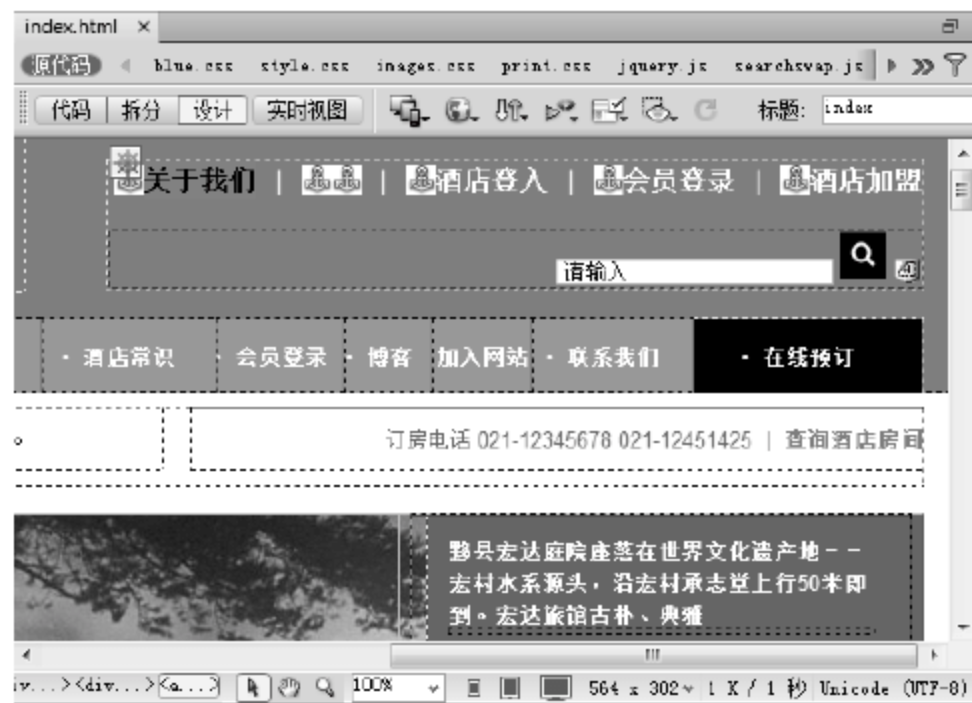 index.html ×
源代码 blue.css style.css images.css print.css jquery.js searchswap.js
代码 拆分 设计 实时视图 标题: index
关于我们 | | 酒店登入 | 会员登录 | 酒店加盟
请输入
· 酒店常识 · 会员登录 · 博客 加入网站 · 联系我们 · 在线预订
。 订房电话 021-12345678 021-12451425 | 查询酒店房间
黟县宏达庭院座落在世界文化遗产地--
宏村水系源头,沿宏村承志堂上行50米即
到。宏达旅馆古朴、典雅
iv...><div...><a...> 100% 564 x 302 1 K / 1 秒 Unicode (UTF-8)